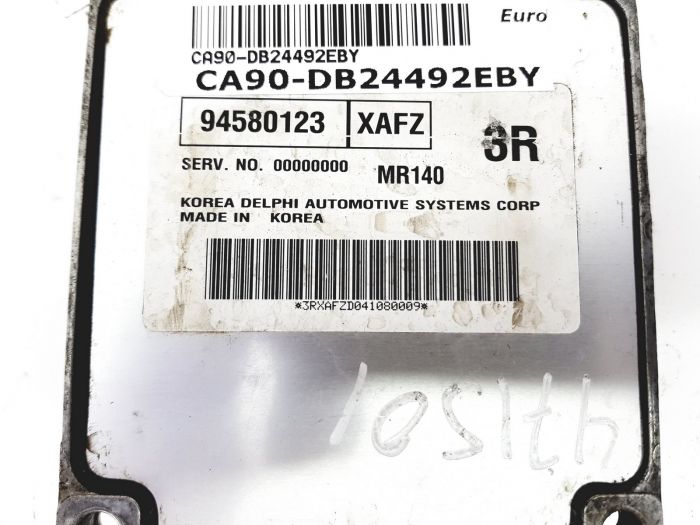 Euro
CA90-DB24492EBY
CA90-DB24492EBY
94580123 XAFZ 3R
SERV. NO. 00000000 MR140
KOREA DELPHI AUTOMOTIVE SYSTEMS CORP
MADE IN KOREA
*3RXAFZD041080009*